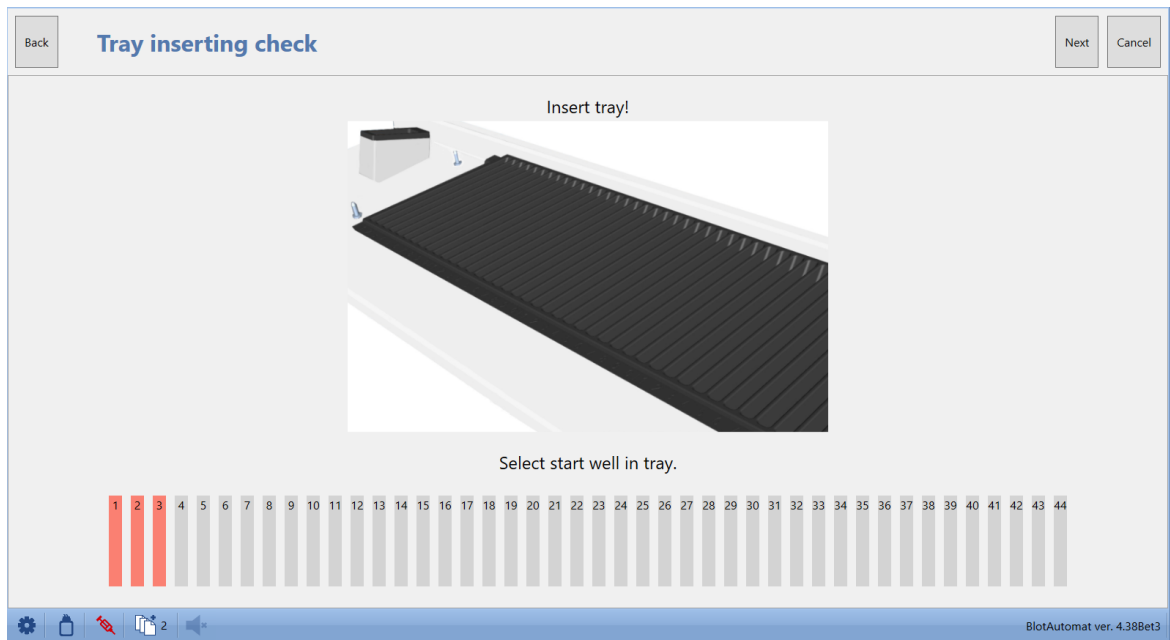 Back
Tray inserting check
Next
Cancel
Insert tray!
Select start well in tray.
1 2 3 4 5 6 7 8 9 10 11 12 13 14 15 16 17 18 19 20 21 22 23 24 25 26 27 28 29 30 31 32 33 34 35 36 37 38 39 40 41 42 43 44
2
BlotAutomat ver. 4.38Bet3